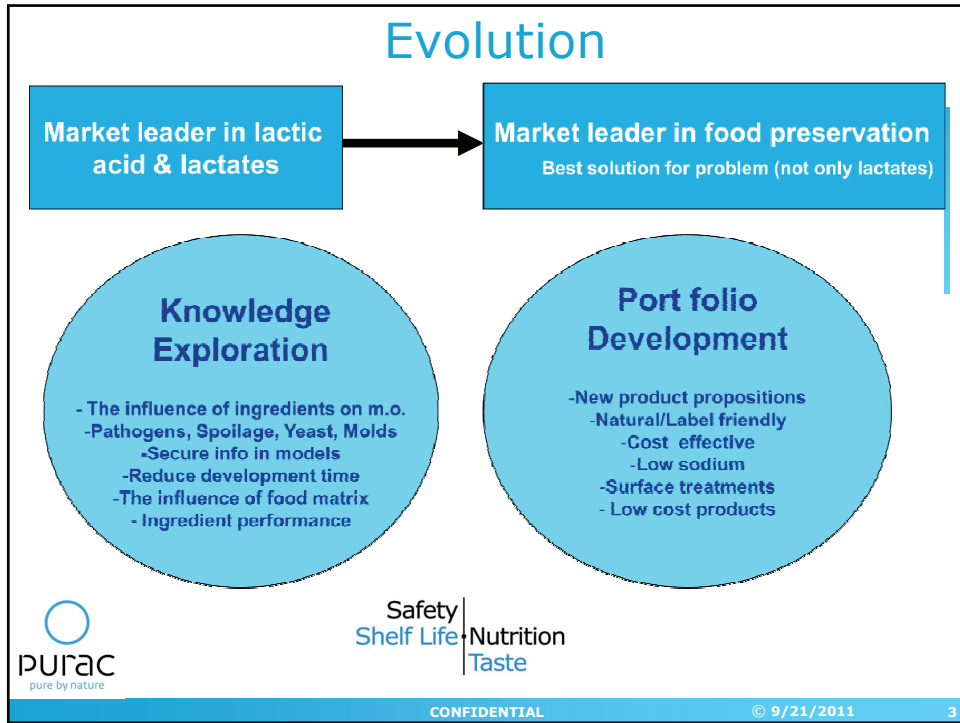 Evolution
Market leader in lactic
acid & lactates
Market leader in food preservation
Best solution for problem (not only lactates)
Knowledge
Exploration
- The influence of ingredients on m.o.
-Pathogens, Spoilage, Yeast, Molds
-Secure info in models
-Reduce development time
-The influence of food matrix
- Ingredient performance
Port folio
Development
-New product propositions
-Natural/Label friendly
-Cost effective
-Low sodium
-Surface treatments
- Low cost products
purac
pure by nature
Safety
Shelf Life Nutrition
Taste
CONFIDENTIAL © 9/21/2011 3